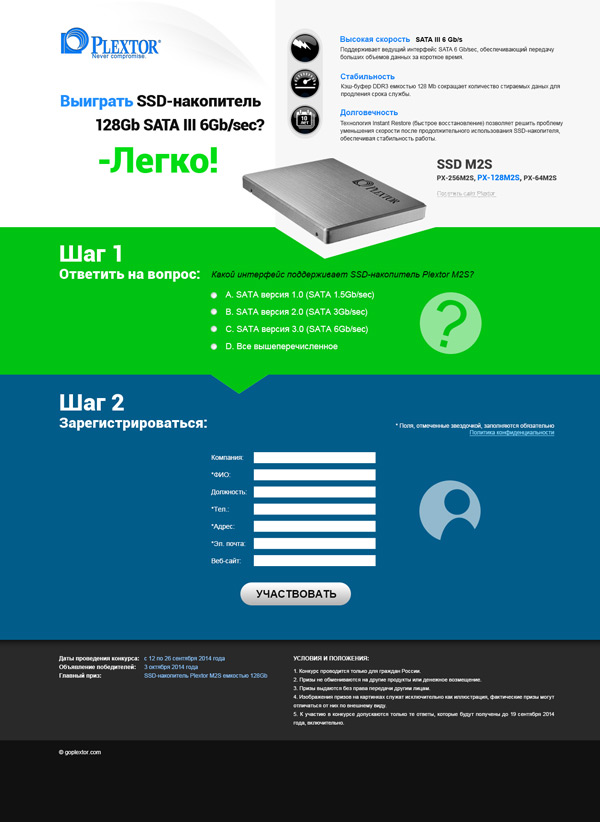 PLEXTOR®
Never compromise.
Выиграть SSD-накопитель
128Gb SATA III 6Gb/sec?
-Легко!
Высокая скорость SATA III 6 Gb/s
Поддерживает ведущий интерфейс SATA 6 Gb/sec, обеспечивающий передачу
больших объемов данных за короткое время.
Стабильность
Кэш-буфер DDR3 емкостью 128 Mb сокращает количество стираемых даных для
продления срока службы.
10
ЛЕТ
Долговечность
Технология Instant Restore (быстрое восстановление) позволяет решить проблему
уменьшения скорости после продолжительного использования SSD-накопителя,
обеспечивая стабильность работы.
PLEXTOR
SSD M2S
PX-256M2S, PX-128M2S, PX-64M2S
Посетить сайт Plextor
Шаг 1
Ответить на вопрос: Какой интерфейс поддерживает SSD-накопитель Plextor M2S?
A. SATA версия 1.0 (SATA 1.5Gb/sec)
B. SATA версия 2.0 (SATA 3Gb/sec)
C. SATA версия 3.0 (SATA 6Gb/sec)
D. Все вышеперечисленное
?
Шаг 2
Зарегистрироваться:
* Поля, отмеченные звездочкой, заполняются обязательно
Политика конфиденциальности
Компания:
*ФИО:
Должность:
*Тел.:
*Адрес:
*Эл. почта:
Веб-сайт:
УЧАСТВОВАТЬ
Даты проведения конкурса: с 12 по 26 сентября 2014 года
Объявление победителей: 3 октября 2014 года
Главный приз: SSD-накопитель Plextor M2S емкостью 128Gb
УСЛОВИЯ И ПОЛОЖЕНИЯ:
1. Конкурс проводится только для граждан России.
2. Призы не обмениваются на другие продукты или денежное возмещение.
3. Призы выдаются без права передачи другим лицам.
4. Изображения призов на картинках служат исключительно как иллюстрация, фактические призы могут
отличаться от них по внешнему виду.
5. К участию в конкурсе допускаются только те ответы, которые будут получены до 19 сентября 2014
года, включительно.
© goplextor.com